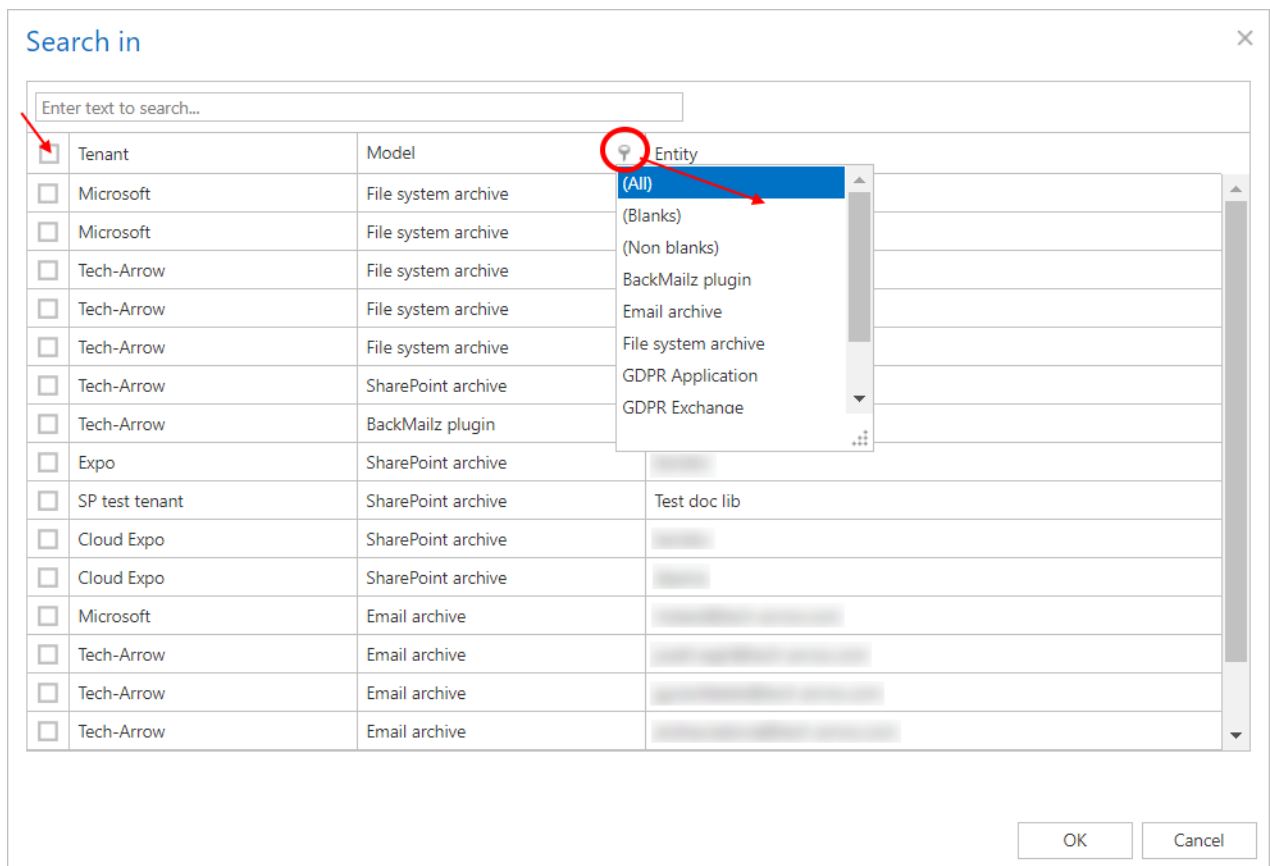 Search in
Enter text to search...
Tenant Model Entity
Microsoft File system archive (All)
Microsoft File system archive (Blanks)
(Non blanks)
Tech-Arrow File system archive
BackMailz plugin
Tech-Arrow File system archive Email archive
Tech-Arrow File system archive File system archive
Tech-Arrow SharePoint archive GDPR Application
GDPR Exchange
Tech-Arrow BackMailz plugin
Expo SharePoint archive
SP test tenant SharePoint archive Test doc lib
Cloud Expo SharePoint archive
Cloud Expo SharePoint archive
Microsoft Email archive
Tech-Arrow Email archive
Tech-Arrow Email archive
Tech-Arrow Email archive
OK Cancel